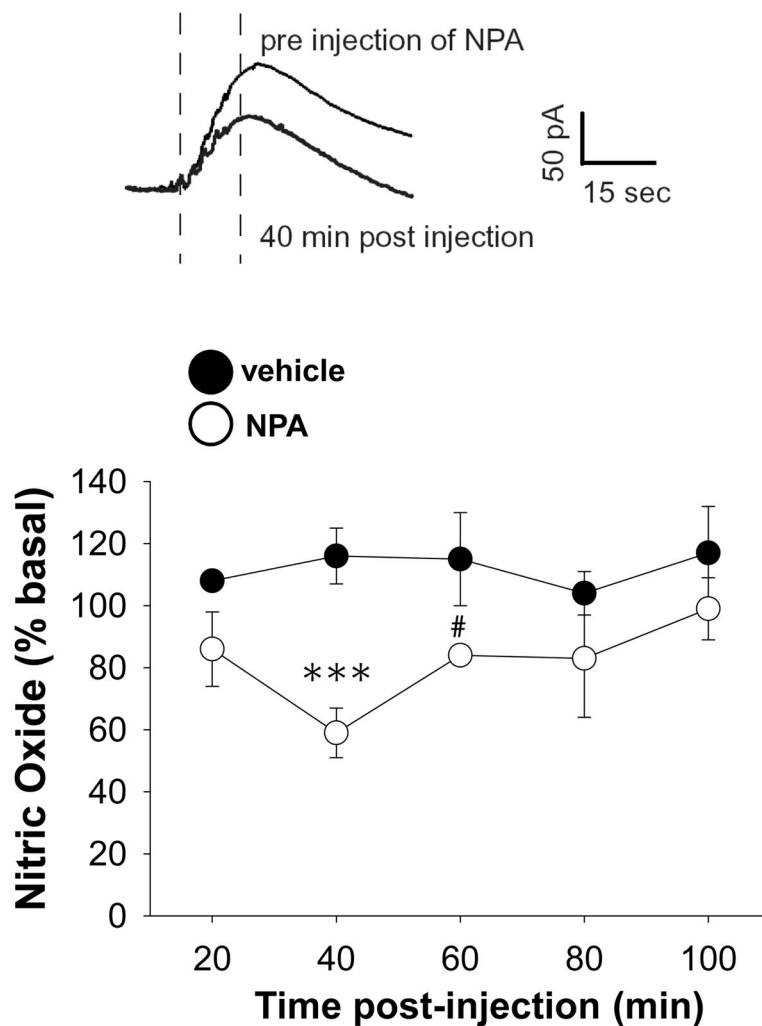 pre injection of NPA
50 pA
15 sec
40 min post injection
vehicle
NPA
Nitric Oxide (% basal)
140
120
100
80
60
40
20
0
#
***
20 40 60 80 100
Time post-injection (min)